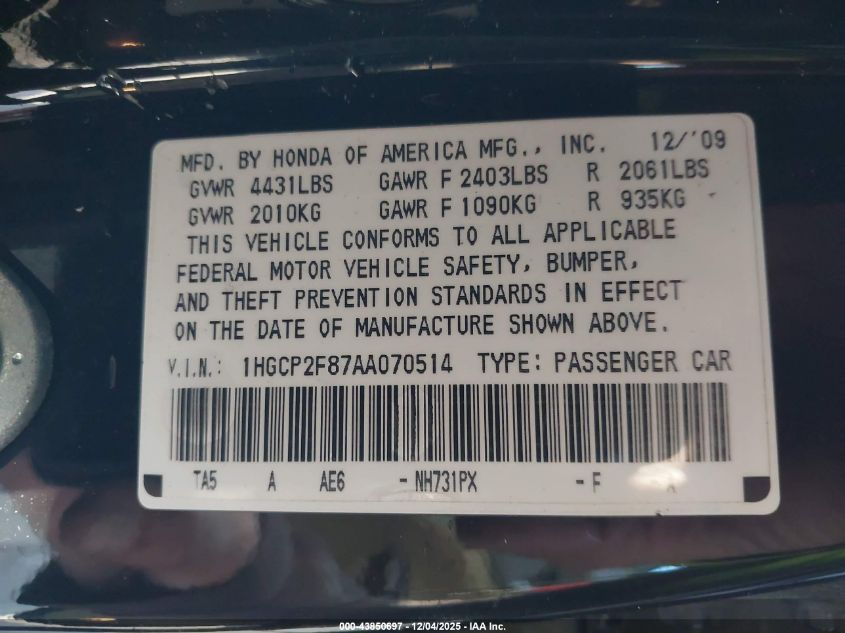 MFD. BY HONDA OF AMERICA MFG., INC. 12/'09
GVWR 4431LBS GAWR F 2403LBS R 2061LBS
GVWR 2010KG GAWR F 1090KG R 935KG
THIS VEHICLE CONFORMS TO ALL APPLICABLE
FEDERAL MOTOR VEHICLE SAFETY, BUMPER,
AND THEFT PREVENTION STANDARDS IN EFFECT
ON THE DATE OF MANUFACTURE SHOWN ABOVE.
V.I.N.: 1HGCP2F87AA070514 TYPE: PASSENGER CAR
TA5 A AE6 - NH731PX - F
000-43850697 - 12/04/2025 - IAA Inc.